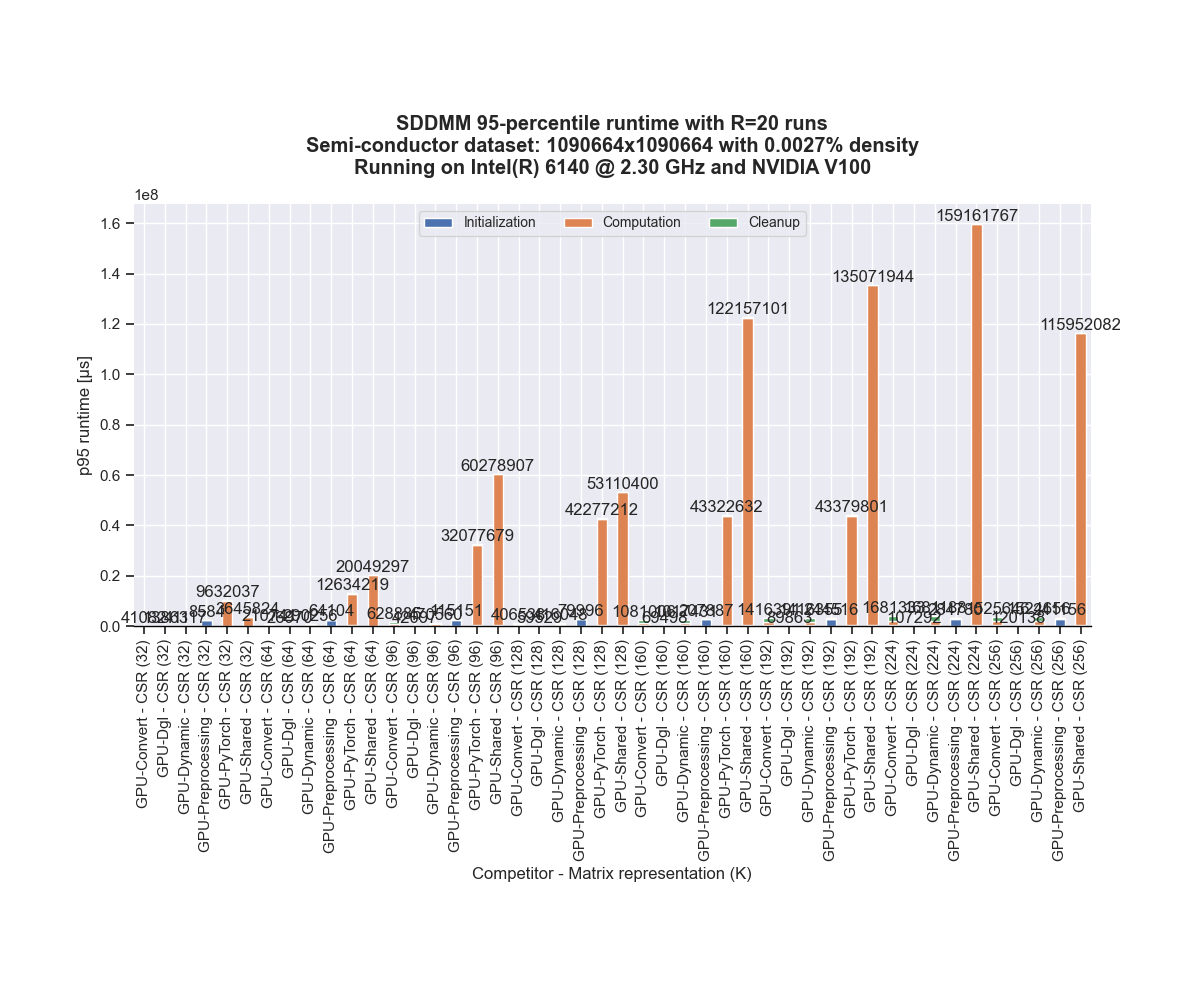 SDDMM 95-percentile runtime with R=20 runs
Semi-conductor dataset: 1090664x1090664 with 0.0027% density
Running on Intel(R) 6140 @ 2.30 GHz and NVIDIA V100
1e8
Initialization Computation Cleanup
1.6
1.4
1.2
1.0
0.8
0.6
0.4
0.2
0.0
p95 runtime [µs]
9632037
3645824
64104
12634219
20049297
115151
32077679
60278907
79996
42277212
53110400
69498
43322632
122157101
89863
43379801
135071944
107292
159161767
120138
115952082
GPU-Convert - CSR (32)
GPU-Dgl - CSR (32)
GPU-Dynamic - CSR (32)
GPU-Preprocessing - CSR (32)
GPU-PyTorch - CSR (32)
GPU-Shared - CSR (32)
GPU-Convert - CSR (64)
GPU-Dgl - CSR (64)
GPU-Dynamic - CSR (64)
GPU-Preprocessing - CSR (64)
GPU-PyTorch - CSR (64)
GPU-Shared - CSR (64)
GPU-Convert - CSR (96)
GPU-Dgl - CSR (96)
GPU-Dynamic - CSR (96)
GPU-Preprocessing - CSR (96)
GPU-PyTorch - CSR (96)
GPU-Shared - CSR (96)
GPU-Convert - CSR (128)
GPU-Dgl - CSR (128)
GPU-Dynamic - CSR (128)
GPU-Preprocessing - CSR (128)
GPU-PyTorch - CSR (128)
GPU-Shared - CSR (128)
GPU-Convert - CSR (160)
GPU-Dgl - CSR (160)
GPU-Dynamic - CSR (160)
GPU-Preprocessing - CSR (160)
GPU-PyTorch - CSR (160)
GPU-Shared - CSR (160)
GPU-Convert - CSR (192)
GPU-Dgl - CSR (192)
GPU-Dynamic - CSR (192)
GPU-Preprocessing - CSR (192)
GPU-PyTorch - CSR (192)
GPU-Shared - CSR (192)
GPU-Convert - CSR (224)
GPU-Dgl - CSR (224)
GPU-Dynamic - CSR (224)
GPU-Preprocessing - CSR (224)
GPU-Shared - CSR (224)
GPU-Convert - CSR (256)
GPU-Dgl - CSR (256)
GPU-Dynamic - CSR (256)
GPU-Preprocessing - CSR (256)
GPU-Shared - CSR (256)
Competitor - Matrix representation (K)